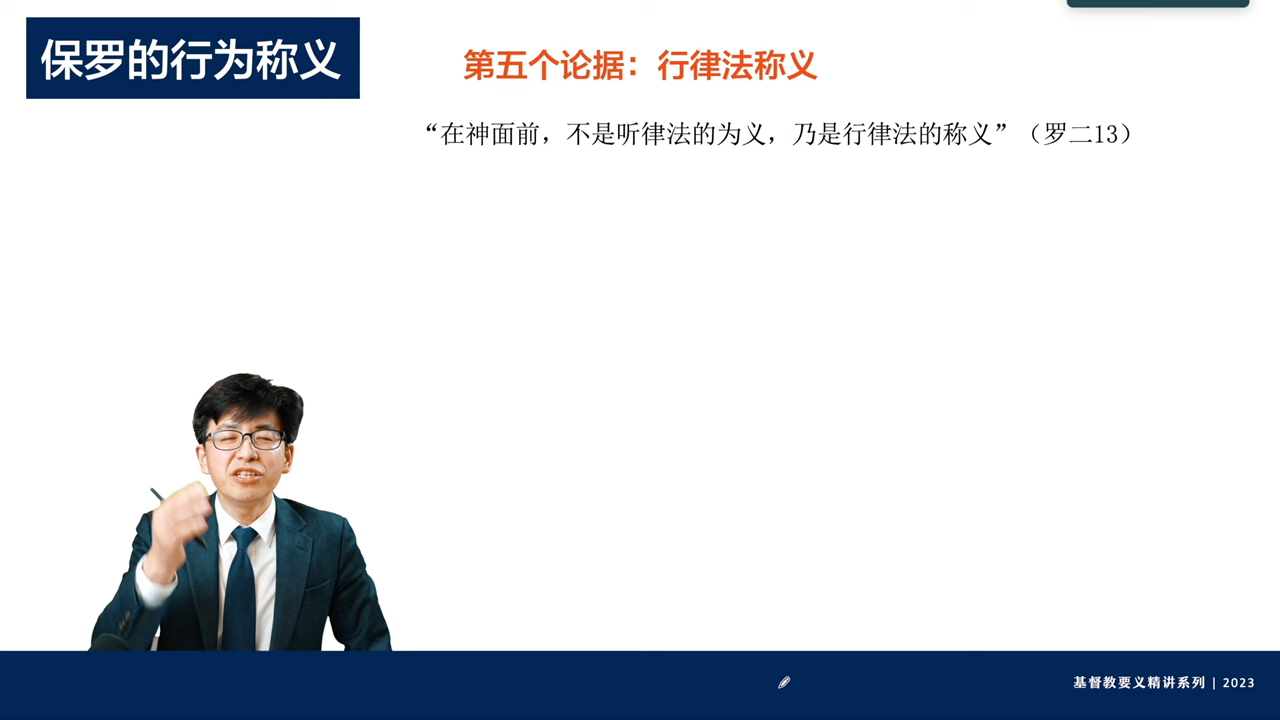 保罗的行为称义
第五个论据：行律法称义
“在神面前，不是听律法的为义，乃是行律法的称义”（罗二13）
基督教要义精讲系列 | 2023